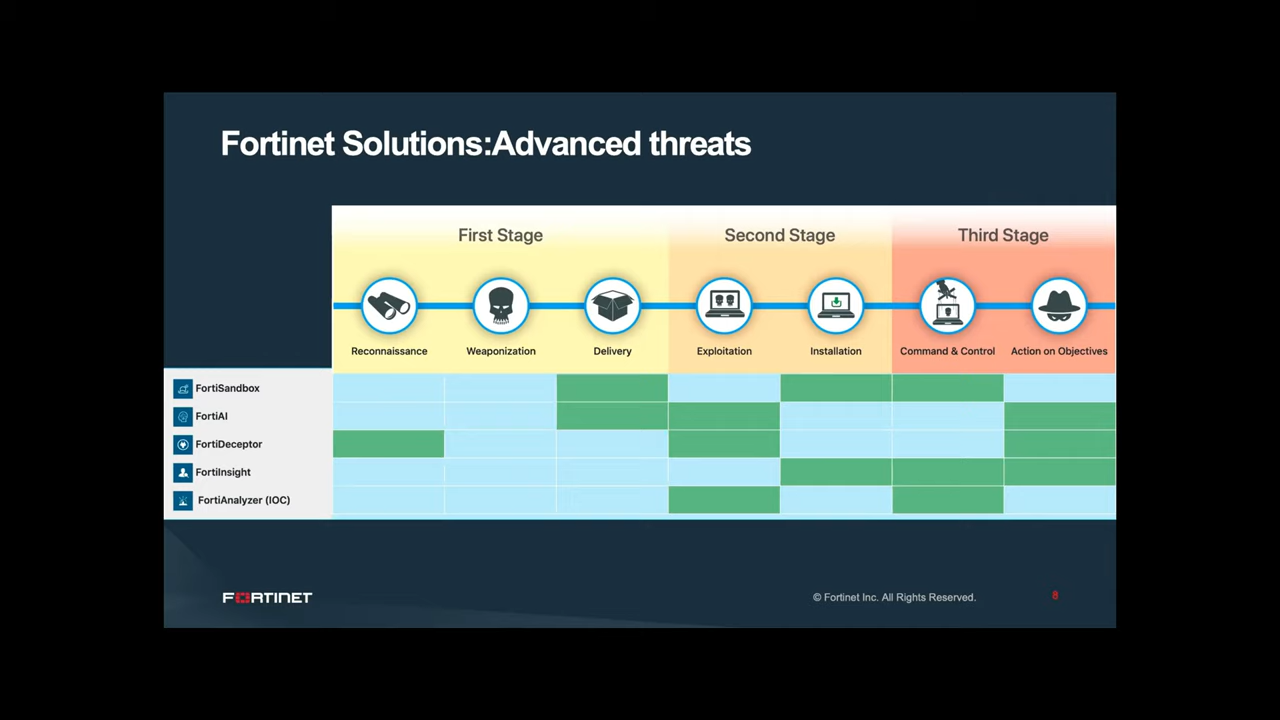 Fortinet Solutions:Advanced threats
First Stage
Second Stage
Third Stage
Reconnaissance
Weaponization
Delivery
Exploitation
Installation
Command & Control
Action on Objectives
FortiSandbox
FortiAI
FortiDeceptor
FortiInsight
FortiAnalyzer (IOC)
FORTINET
© Fortinet Inc. All Rights Reserved.
8